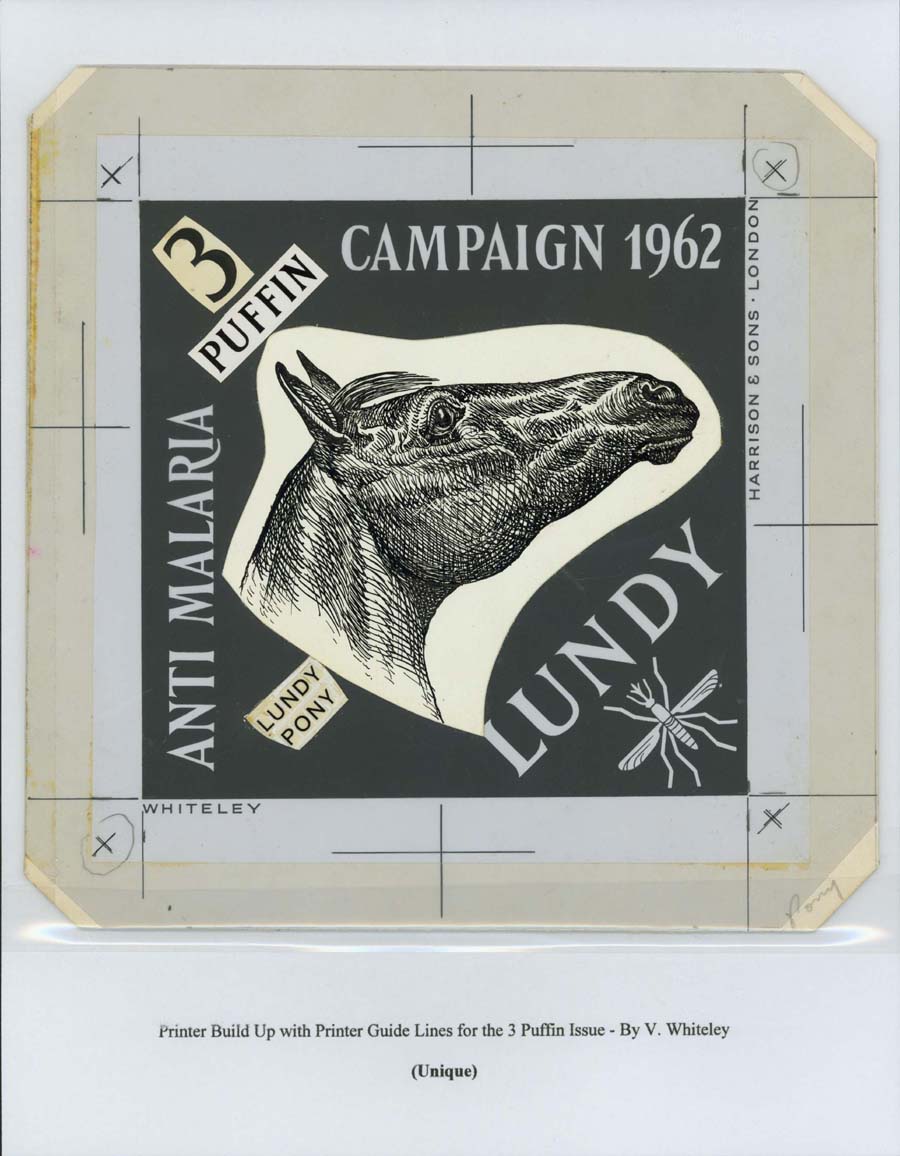 3
PUFFIN
CAMPAIGN 1962
ANTI MALARIA
LUNDY
PONY
LUNDY
HARRISON & SONS · LONDON
WHITELEY
Pony
Printer Build Up with Printer Guide Lines for the 3 Puffin Issue - By V. Whiteley
(Unique)